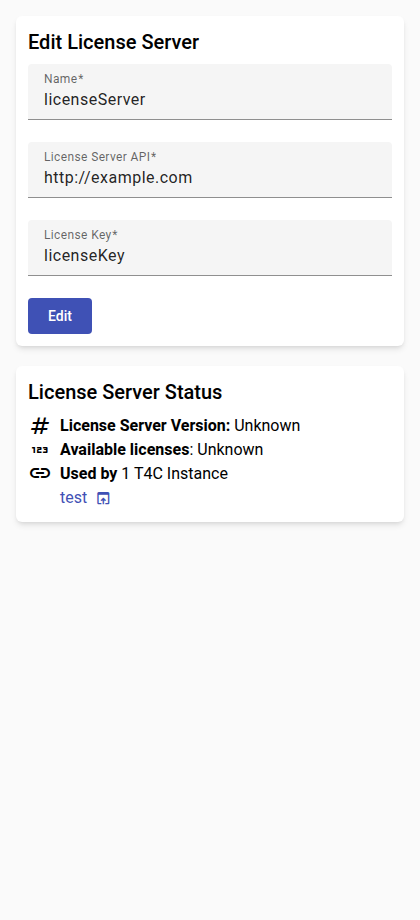 Edit License Server
Name*
licenseServer
License Server API*
http://example.com
License Key*
licenseKey
Edit
License Server Status
License Server Version: Unknown
123 Available licenses: Unknown
Used by 1 T4C Instance
test